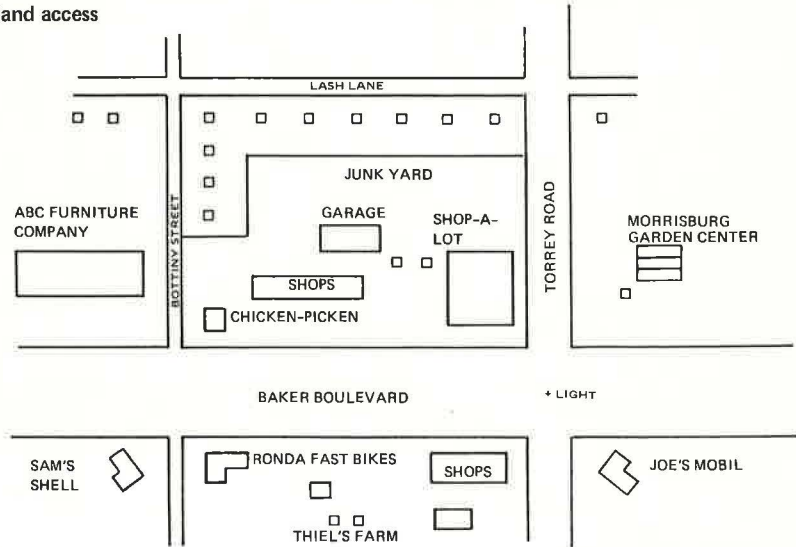 and access
LASH LANE
JUNK YARD
ABC FURNITURE
COMPANY
BOTTINY STREET
GARAGE
SHOP-A-
LOT
TORREY ROAD
MORRISBURG
GARDEN CENTER
SHOPS
CHICKEN-PICKEN
BAKER BOULEVARD
+ LIGHT
SAM'S
SHELL
RONDA FAST BIKES
SHOPS
JOE'S MOBIL
THIEL'S FARM